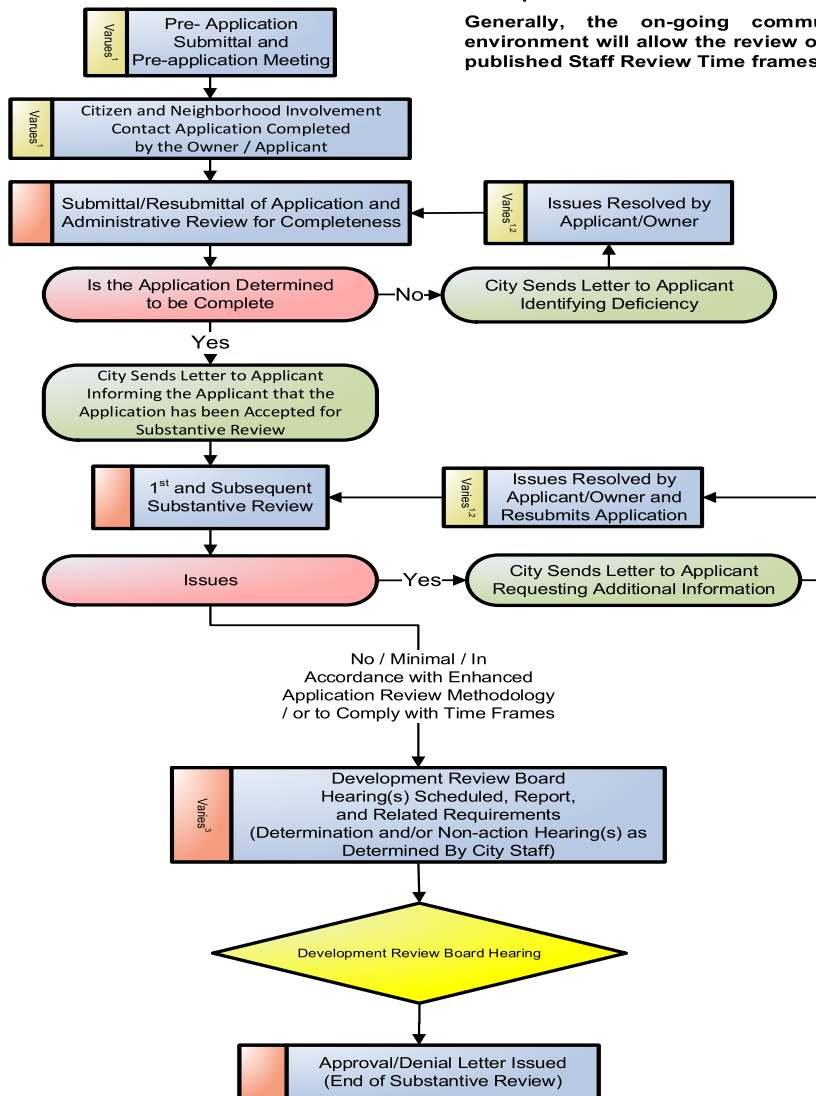 Generally, the on-going commu
environment will allow the review o
published Staff Review Time frames
Varues1
Pre- Application
Submittal and
Pre-application Meeting
Varues1
Citizen and Neighborhood Involvement
Contact Application Completed
by the Owner / Applicant
Submittal/Resubmittal of Application and
Administrative Review for Completeness
Varies1,2
Issues Resolved by
Applicant/Owner
Is the Application Determined
to be Complete
No
City Sends Letter to Applicant
Identifying Deficiency
Yes
City Sends Letter to Applicant
Informing the Applicant that the
Application has been Accepted for
Substantive Review
1st and Subsequent
Substantive Review
Varies1,2
Issues Resolved by
Applicant/Owner and
Resubmits Application
Issues
Yes
City Sends Letter to Applicant
Requesting Additional Information
No / Minimal / In
Accordance with Enhanced
Application Review Methodology
/ or to Comply with Time Frames
Varies3
Development Review Board
Hearing(s) Scheduled, Report,
and Related Requirements
(Determination and/or Non-action Hearing(s) as
Determined By City Staff)
Development Review Board Hearing
Approval/Denial Letter Issued
(End of Substantive Review)